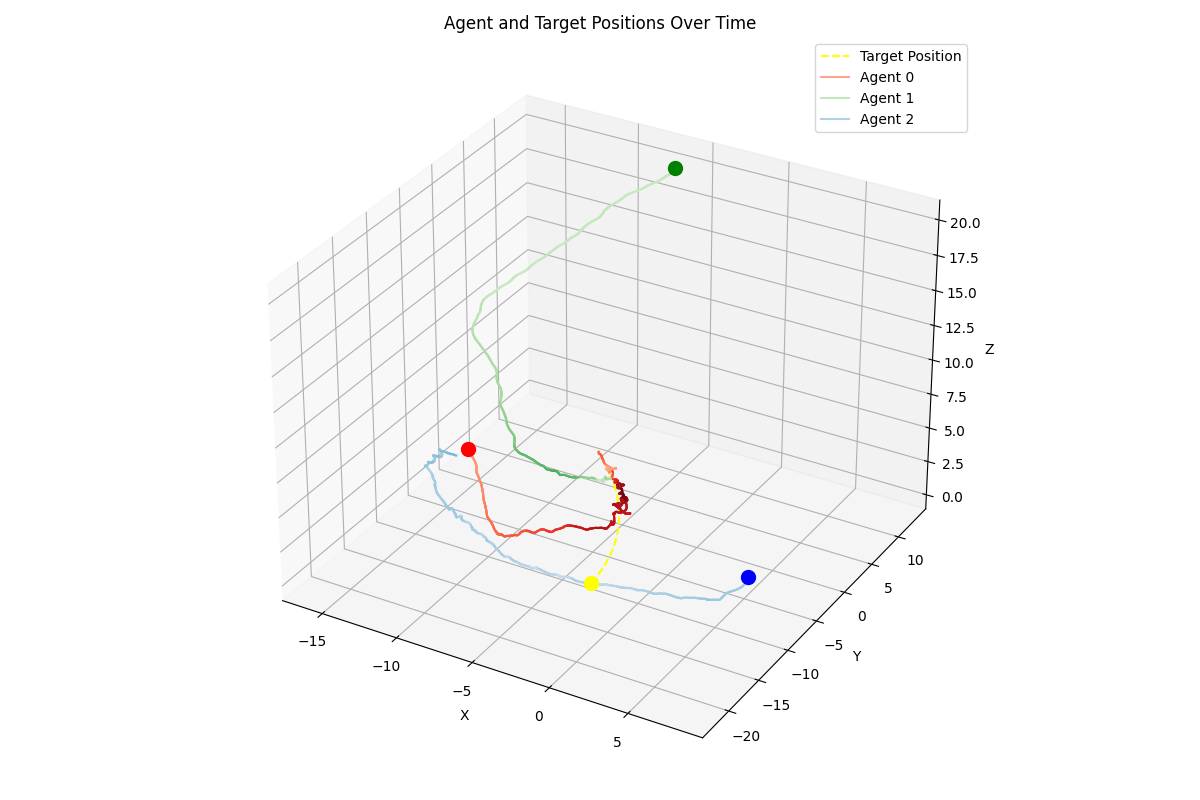 Agent and Target Positions Over Time
Target Position
Agent 0
Agent 1
Agent 2
20.0
17.5
15.0
12.5
10.0
7.5
5.0
2.5
0.0
Z
10
5
0
−5
−10
−15
−20
Y
−15
−10
−5
0
5
X